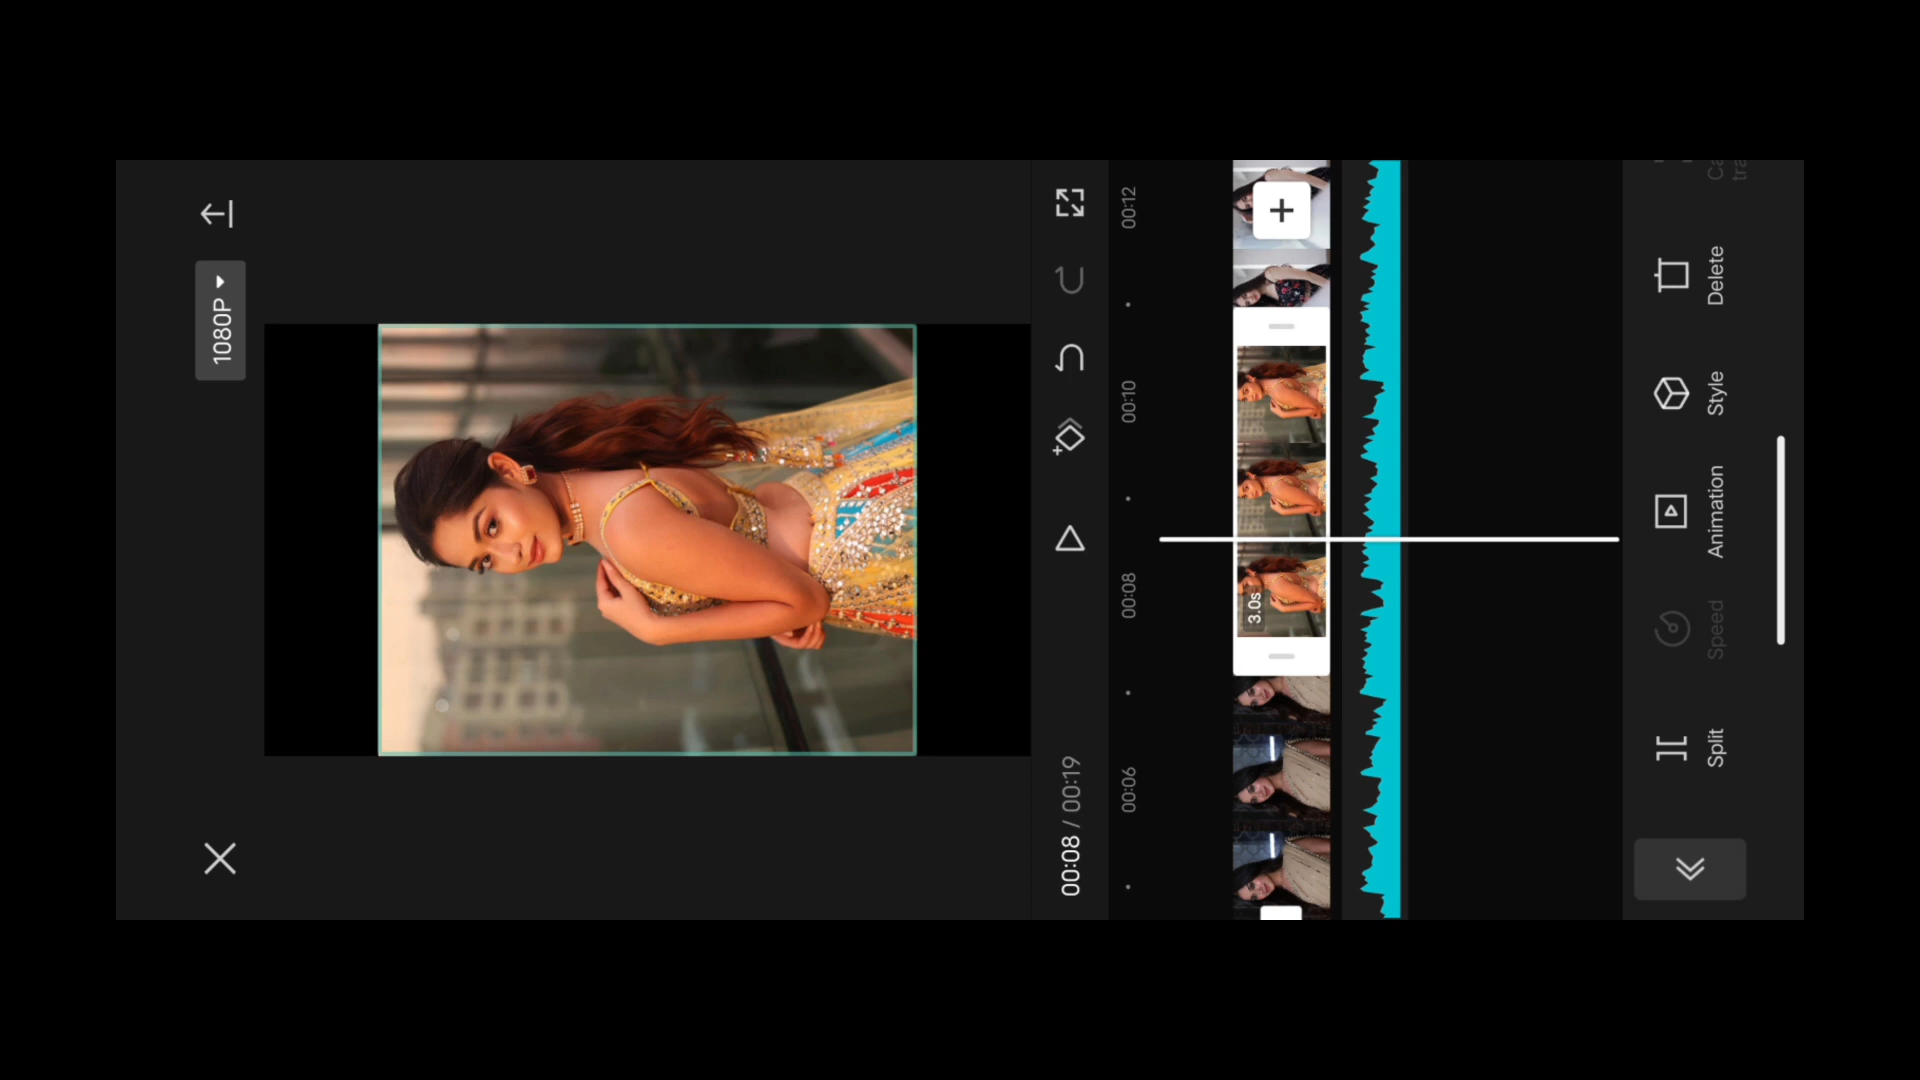 1080P
00:08 / 00:19
00:06
00:08
00:10
00:12
3.0s
Split
Speed
Animation
Style
Delete